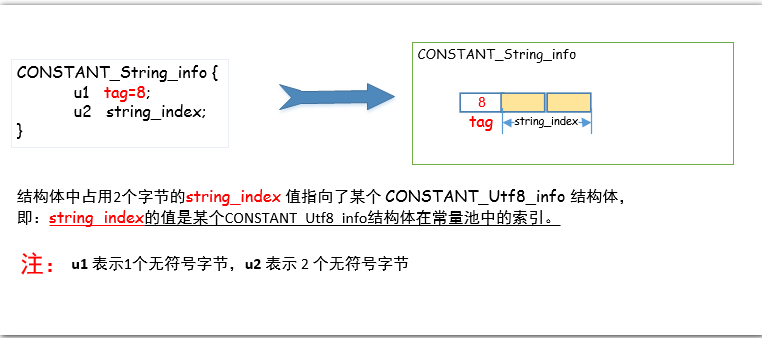 CONSTANT_String_info {
u1 tag=8;
u2 string_index;
}
CONSTANT_String_info
8
tag
string_index
结构体中占用2个字节的string_index 值指向了某个 CONSTANT_Utf8_info 结构体，
即：string_index的值是某个CONSTANT_Utf8_info结构体在常量池中的索引。
注： u1 表示1个无符号字节，u2 表示 2 个无符号字节